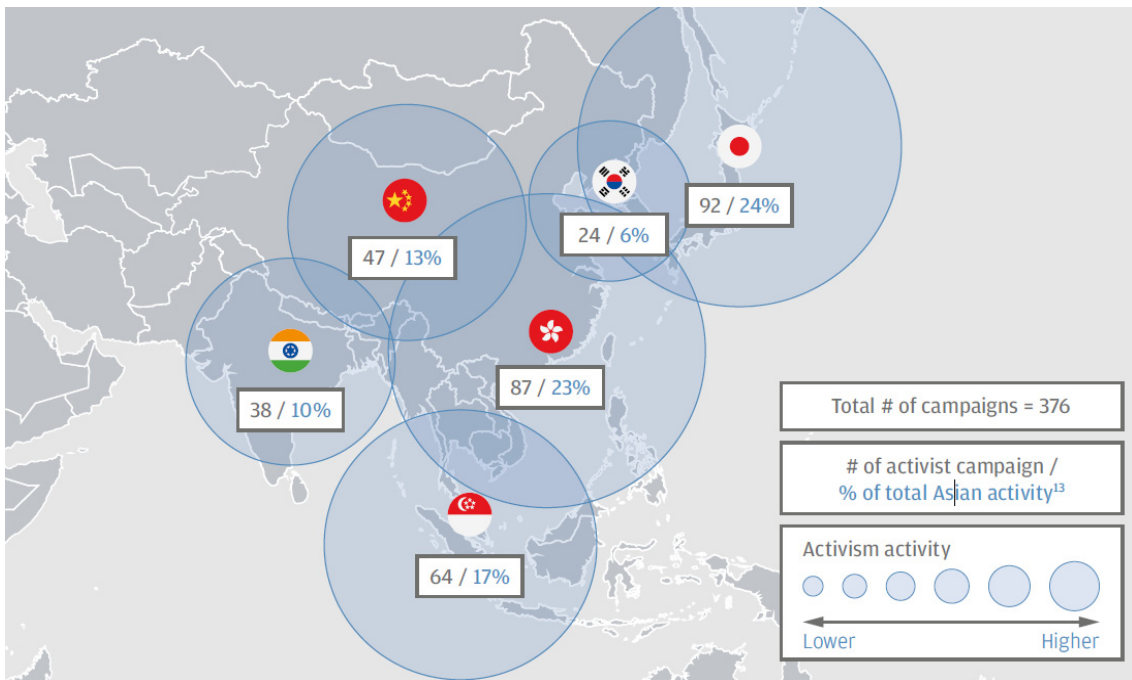 92 / 24%
24 / 6%
47 / 13%
87 / 23%
38 / 10%
64 / 17%
Total # of campaigns = 376
# of activist campaign /
% of total Asian activity¹³
Activism activity
Lower Higher